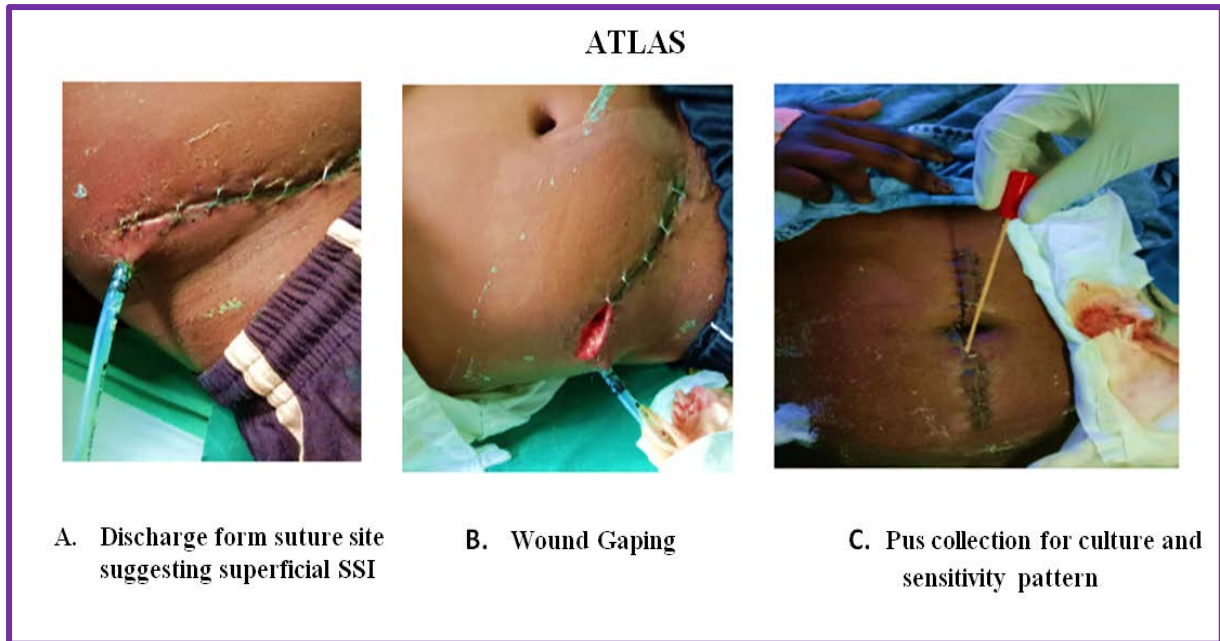 ATLAS
A. Discharge form suture site
suggesting superficial SSI
B. Wound Gaping
C. Pus collection for culture and
sensitivity pattern